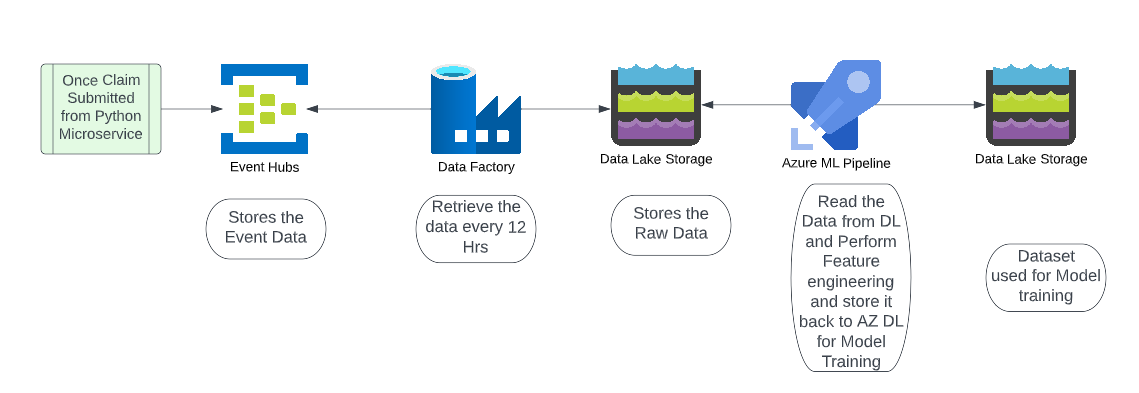 Once Claim
Submitted
from Python
Microservice
Event Hubs
Data Factory
Data Lake Storage
Azure ML Pipeline
Data Lake Storage
Stores the
Event Data
Retrieve the
data every 12
Hrs
Stores the
Raw Data
Read the
Data from DL
and Perform
Feature
engineering
and store it
back to AZ DL
for Model
Training
Dataset
used for Model
training